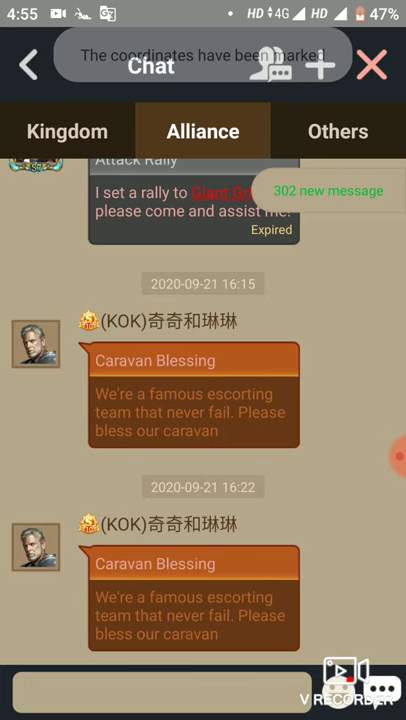 4:55
HD 4G HD 47%
The coordinates have been marked
Chat
Kingdom Alliance Others
Attack Rally
302 new message
I set a rally to Giant
please come and assist me!
Expired
2020-09-21 16:15
(KOK)奇奇和琳琳
Caravan Blessing
We're a famous escorting
team that never fail. Please
bless our caravan
2020-09-21 16:22
(KOK)奇奇和琳琳
Caravan Blessing
We're a famous escorting
team that never fail. Please
bless our caravan
V RECORDER